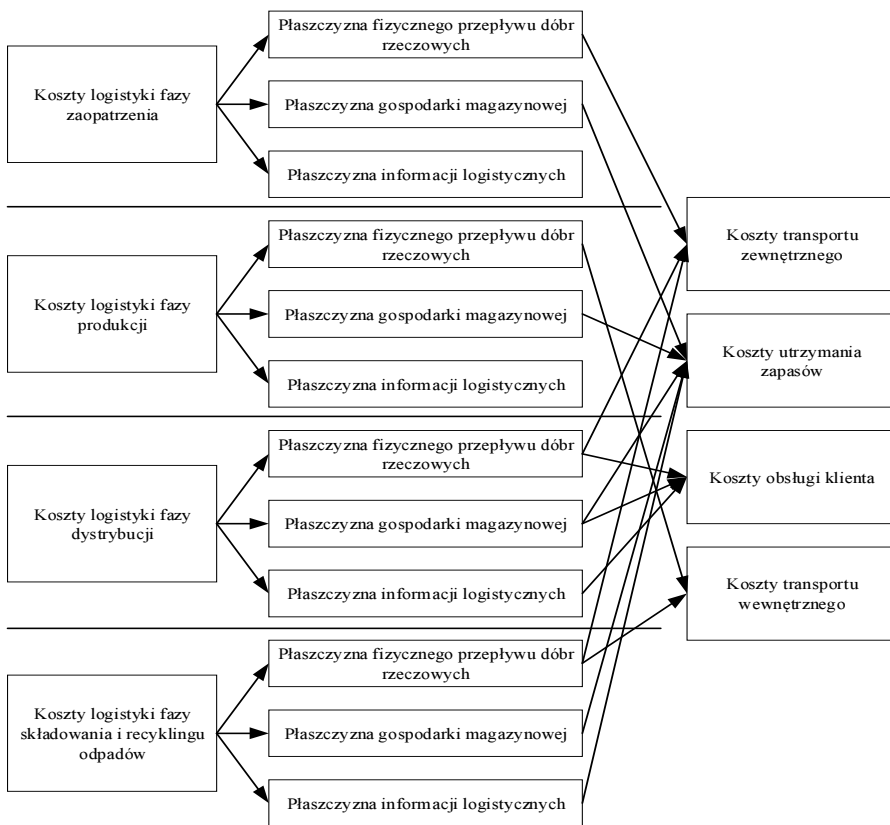 Koszty logistyki fazy
zaopatrzenia
Płaszczyzna fizycznego przepływu dóbr
rzeczowych
Płaszczyzna gospodarki magazynowej
Płaszczyzna informacji logistycznych
Koszty logistyki fazy
produkcji
Płaszczyzna fizycznego przepływu dóbr
rzeczowych
Płaszczyzna gospodarki magazynowej
Płaszczyzna informacji logistycznych
Koszty logistyki fazy
dystrybucji
Płaszczyzna fizycznego przepływu dóbr
rzeczowych
Płaszczyzna gospodarki magazynowej
Płaszczyzna informacji logistycznych
Koszty logistyki fazy
składowania i recyklingu
odpadów
Płaszczyzna fizycznego przepływu dóbr
rzeczowych
Płaszczyzna gospodarki magazynowej
Płaszczyzna informacji logistycznych
Koszty transportu
zewnętrznego
Koszty utrzymania
zapasów
Koszty obsługi klienta
Koszty transportu
wewnętrznego